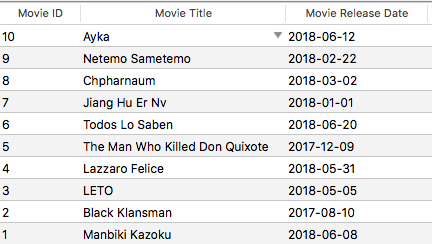 Movie ID Movie Title Movie Release Date
10 Ayka 2018-06-12
9 Netemo Sametemo 2018-02-22
8 Chpharnaum 2018-03-02
7 Jiang Hu Er Nv 2018-01-01
6 Todos Lo Saben 2018-06-20
5 The Man Who Killed Don Quixote 2017-12-09
4 Lazzaro Felice 2018-05-31
3 LETO 2018-05-05
2 Black Klansman 2017-08-10
1 Manbiki Kazoku 2018-06-08